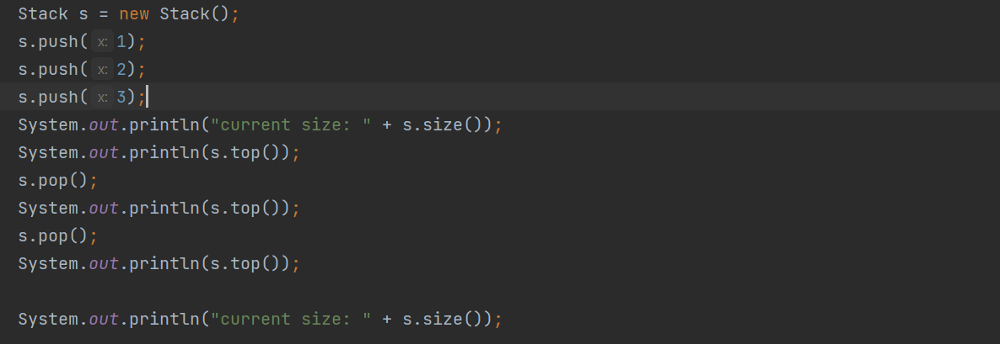 Stack s = new Stack();
s.push( x: 1);
s.push( x: 2);
s.push( x: 3);
System.out.println("current size: " + s.size());
System.out.println(s.top());
s.pop();
System.out.println(s.top());
s.pop();
System.out.println(s.top());
System.out.println("current size: " + s.size());